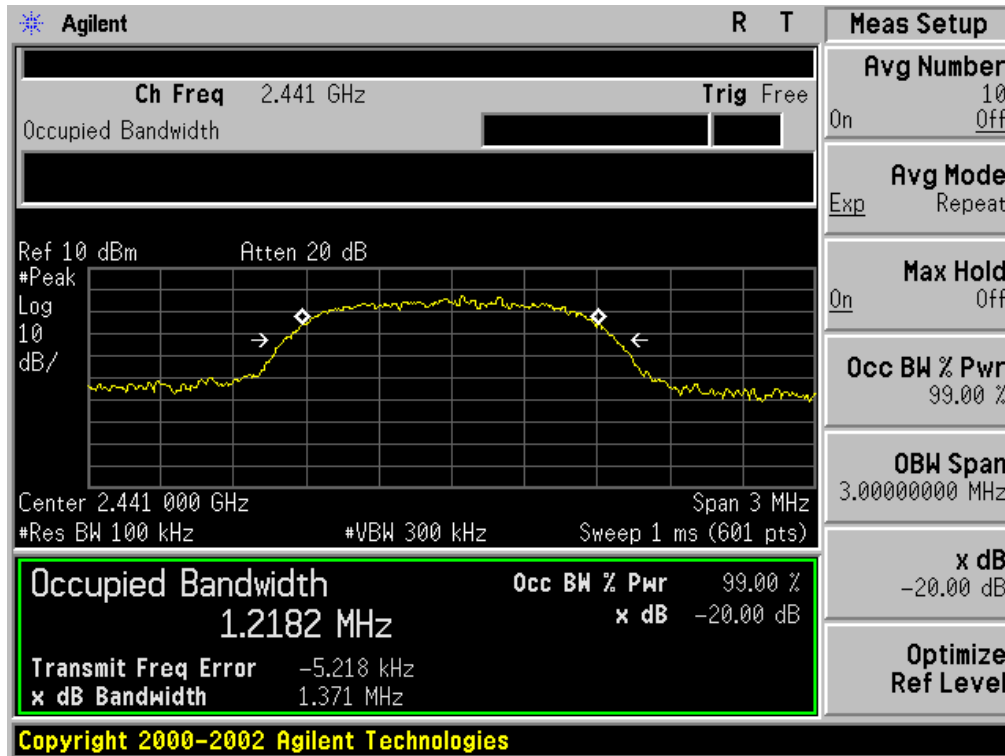 Agilent R T
Ch Freq 2.441 GHz Trig Free
Occupied Bandwidth
Ref 10 dBm Atten 20 dB
#Peak
Log
10
dB/
Center 2.441 000 GHz Span 3 MHz
#Res BW 100 kHz #VBW 300 kHz Sweep 1 ms (601 pts)
Occupied Bandwidth Occ BW % Pwr 99.00 %
1.2182 MHz x dB -20.00 dB
Transmit Freq Error -5.218 kHz
x dB Bandwidth 1.371 MHz
Copyright 2000-2002 Agilent Technologies
Meas Setup
Avg Number
10
On Off
Avg Mode
Exp Repeat
Max Hold
On Off
Occ BW % Pwr
99.00 %
OBW Span
3.00000000 MHz
x dB
-20.00 dB
Optimize
Ref Level